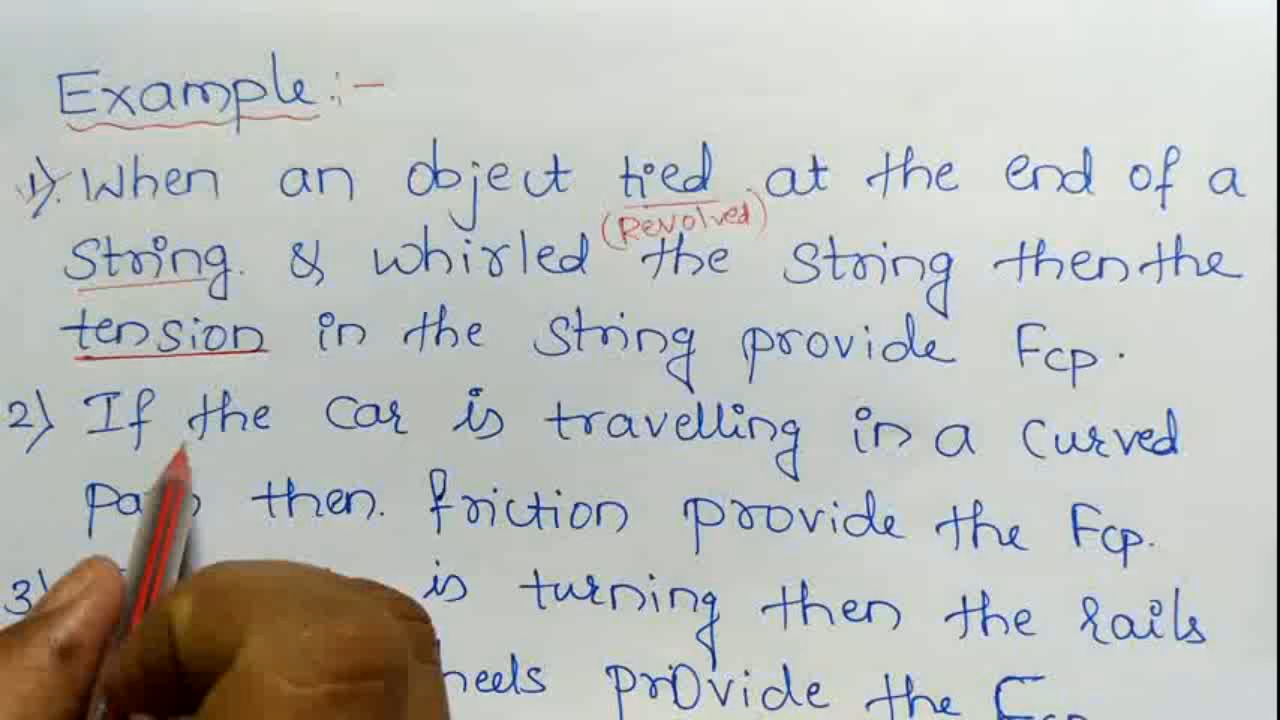 Example:-
1) When an object tied at the end of a
(Revolved)
String. & whirled the String then the
tension in the string provide Fcp.
2) If the car is travelling in a curved
then. friction provide the Fcp.
3) is turning then the rails
provide the Fcp